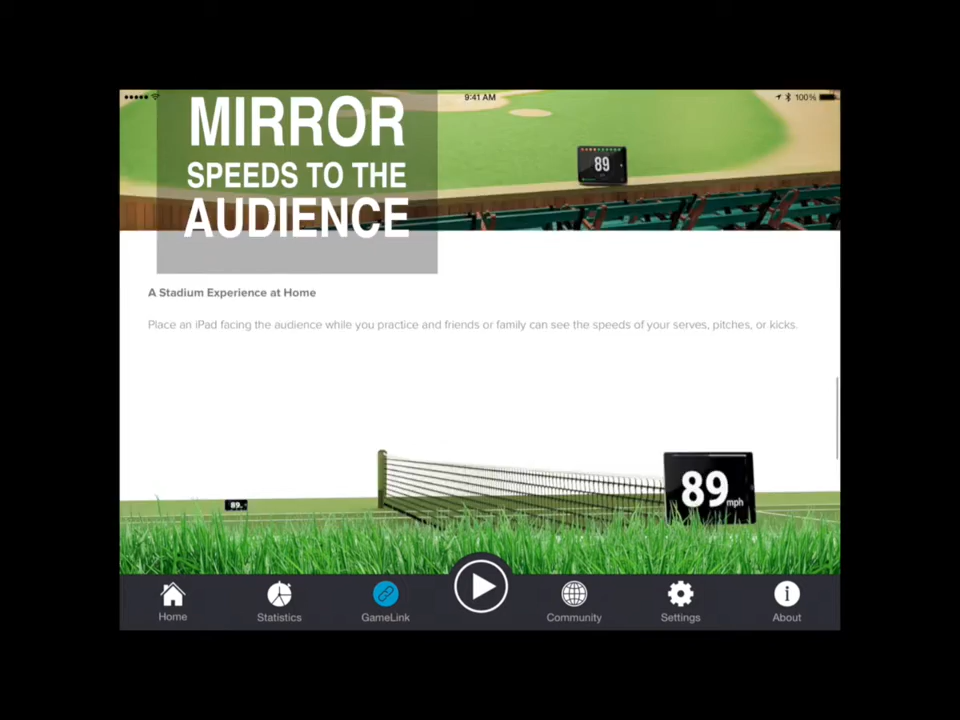 9:41 AM
100%
MIRROR
SPEEDS TO THE
AUDIENCE
89
A Stadium Experience at Home
Place an iPad facing the audience while you practice and friends or family can see the speeds of your serves, pitches, or kicks.
89
89 mph
Home
Statistics
GameLink
Community
Settings
About